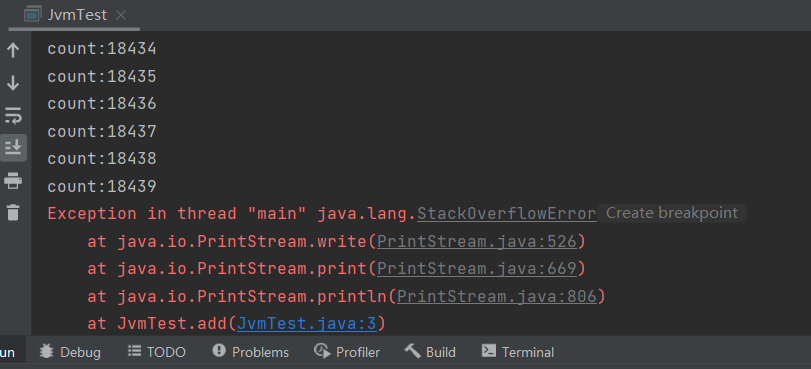 JvmTest
count:18434
count:18435
count:18436
count:18437
count:18438
count:18439
Exception in thread "main" java.lang.StackOverflowError Create breakpoint
at java.io.PrintStream.write(PrintStream.java:526)
at java.io.PrintStream.print(PrintStream.java:669)
at java.io.PrintStream.println(PrintStream.java:806)
at JvmTest.add(JvmTest.java:3)
un Debug TODO Problems Profiler Build Terminal